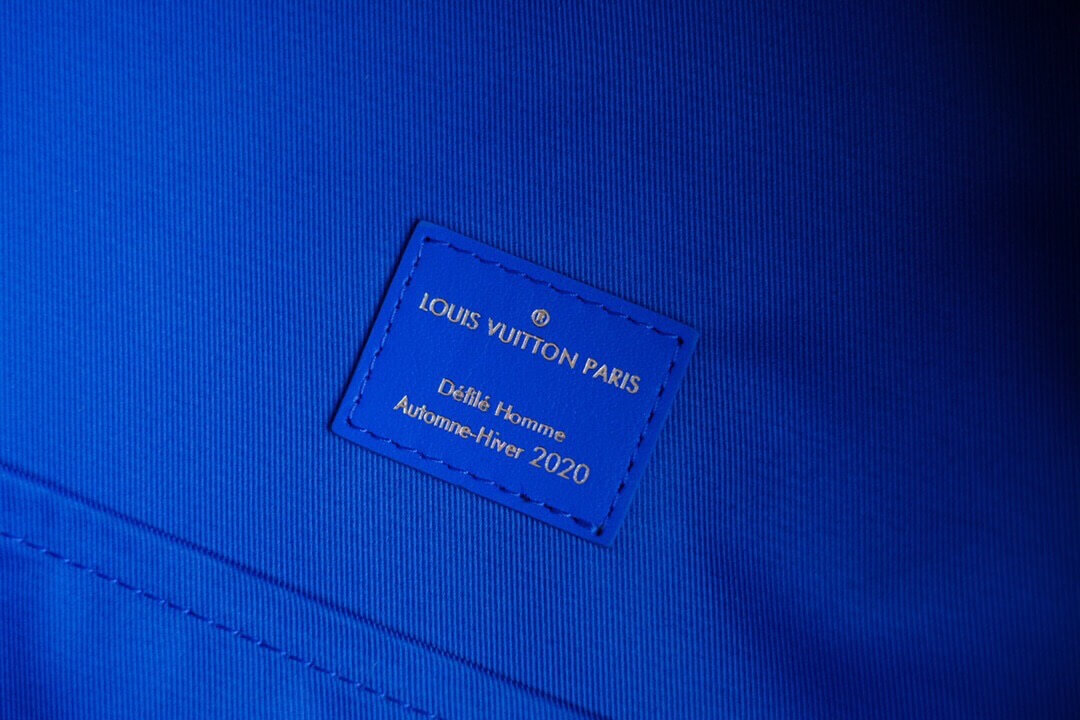 ®
LOUIS VUITTON PARIS
Défilé Homme
Automne-Hiver 2020